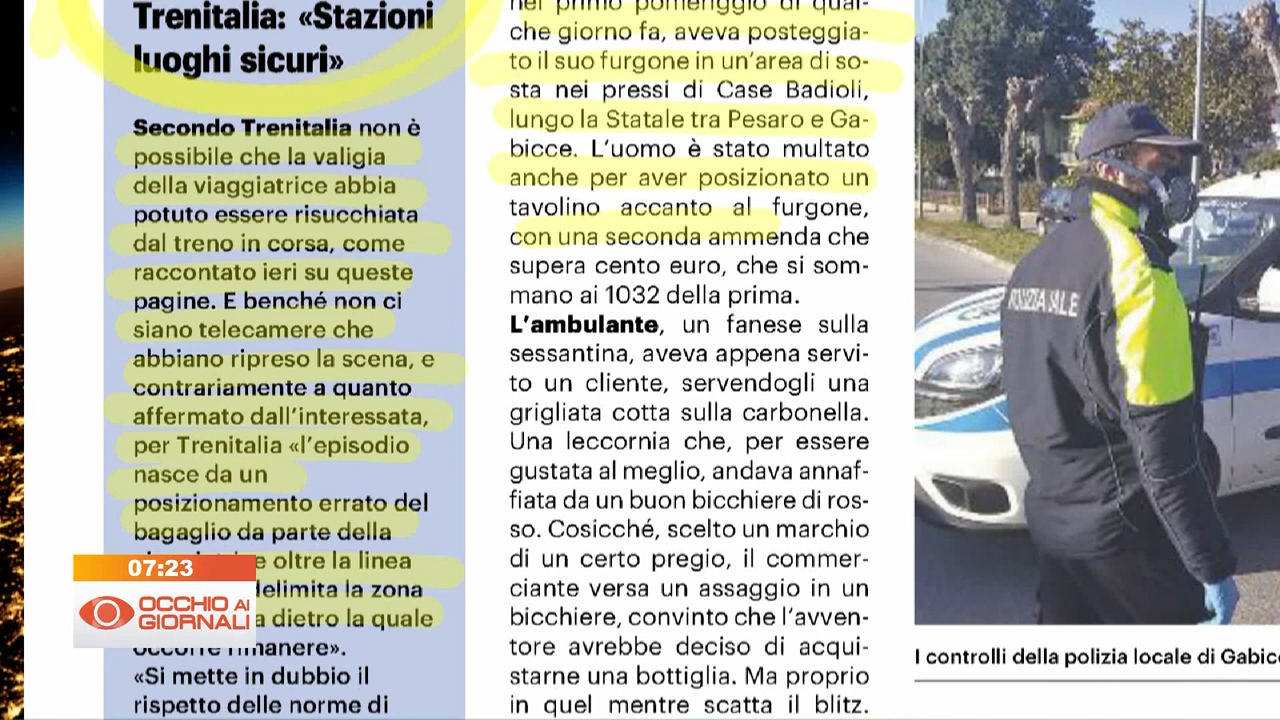 Trenitalia: «Stazioni
luoghi sicuri»
Secondo Trenitalia non è
possibile che la valigia
della viaggiatrice abbia
potuto essere risucchiata
dal treno in corsa, come
raccontato ieri su queste
pagine. E benché non ci
siano telecamere che
abbiano ripreso la scena, e
contrariamente a quanto
affermato dall'interessata,
per Trenitalia «l'episodio
nasce da un
posizionamento errato del
bagaglio da parte della
oltre la linea
delimita la zona
dietro la quale
occorre rimanere».
«Si mette in dubbio il
rispetto delle norme di
nel primo pomeriggio di qual-
che giorno fa, aveva posteggia-
to il suo furgone in un'area di so-
sta nei pressi di Case Badioli,
lungo la Statale tra Pesaro e Ga-
bicce. L'uomo è stato multato
anche per aver posizionato un
tavolino accanto al furgone,
con una seconda ammenda che
supera cento euro, che si som-
mano ai 1032 della prima.
L'ambulante, un fanese sulla
sessantina, aveva appena servi-
to un cliente, servendogli una
grigliata cotta sulla carbonella.
Una leccornia che, per essere
gustata al meglio, andava annaf-
fiata da un buon bicchiere di ros-
so. Cosicché, scelto un marchio
di un certo pregio, il commer-
ciante versa un assaggio in un
bicchiere, convinto che l'avven-
tore avrebbe deciso di acqui-
starne una bottiglia. Ma proprio
in quel mentre scatta il blitz.
I controlli della polizia locale di Gabicc
07:23
OCCHIO AI
GIORNALI